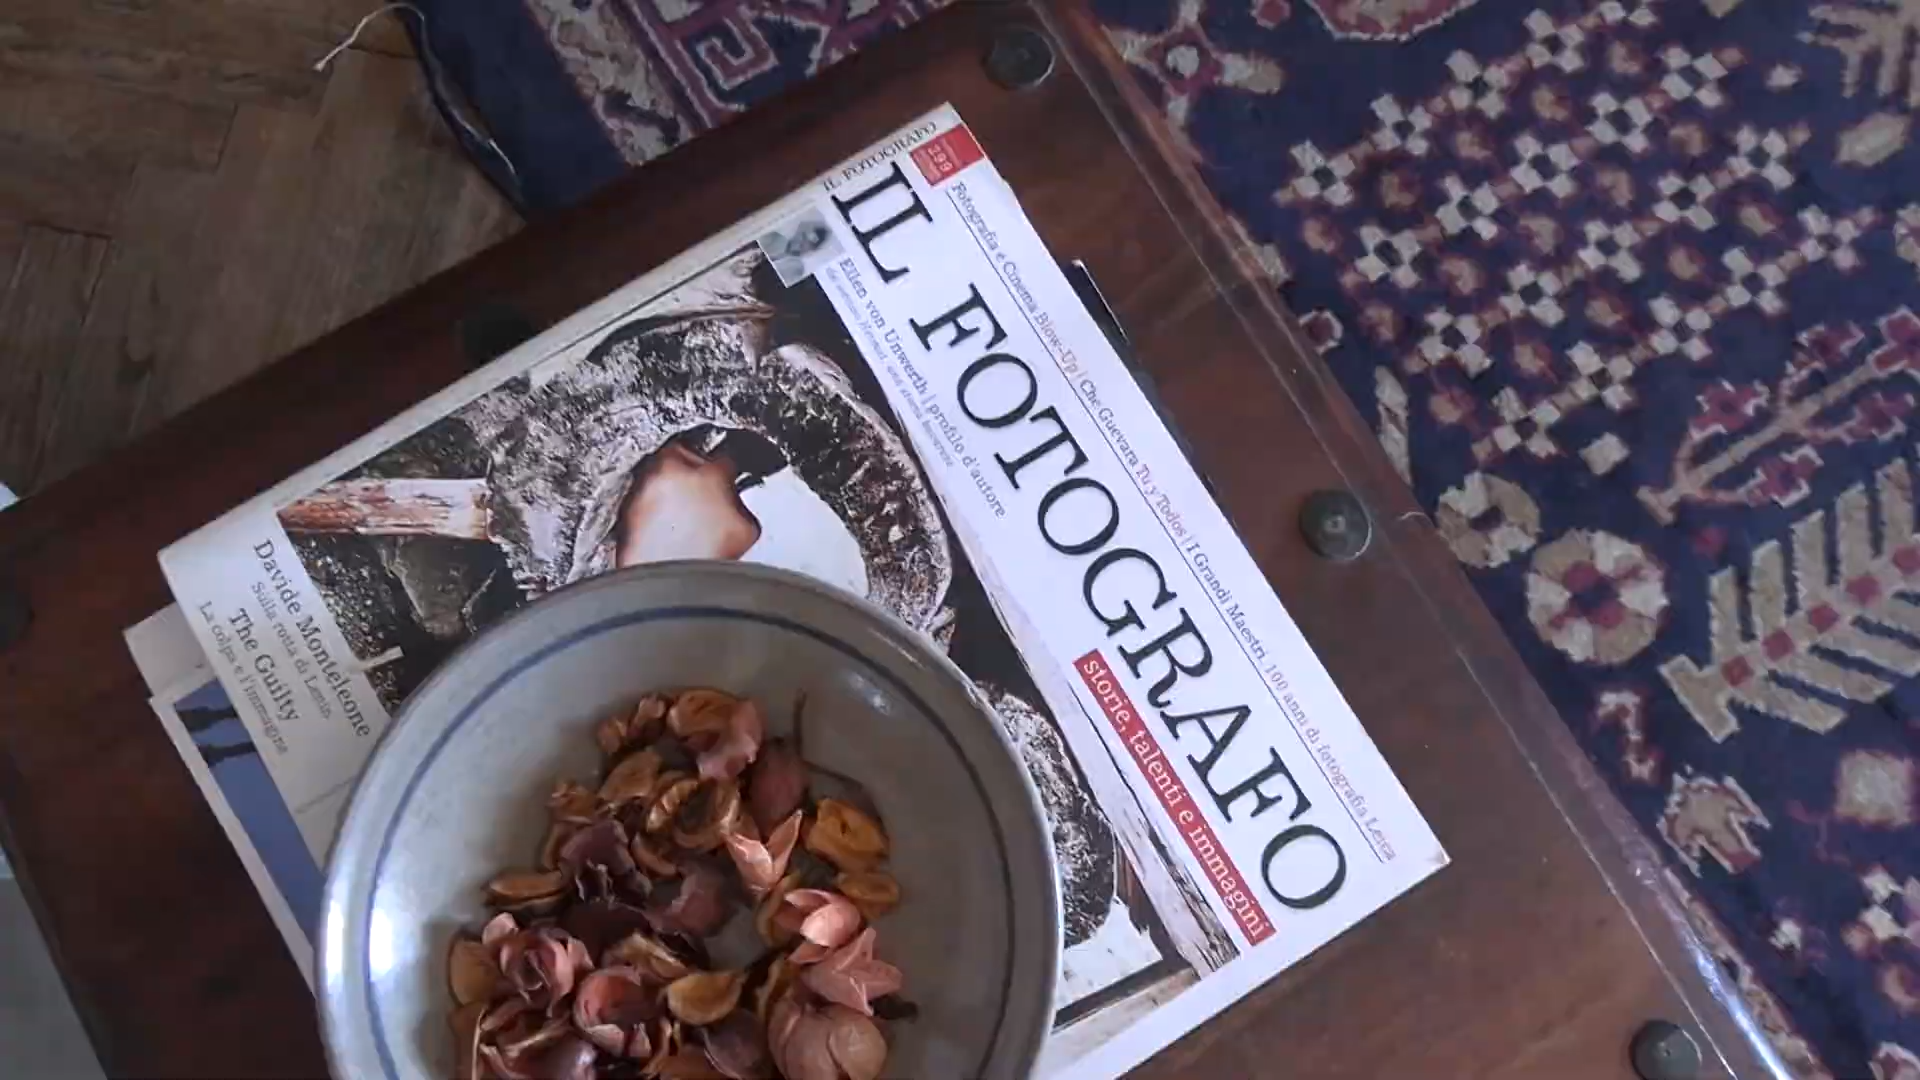 IL FOTOGRAFO
299
Fotografia e Cinema Blow-Up | Che Guevara Tu y Todos | I Grandi Maestri. 100 anni di fotografia Leica
IL FOTOGRAFO
storie, talenti e immagini
Ellen von Unwerth | profilo d'autore
Davide Monteleone
Sulla rotta di Lenin
The Guilty
La colpa e l'immagine